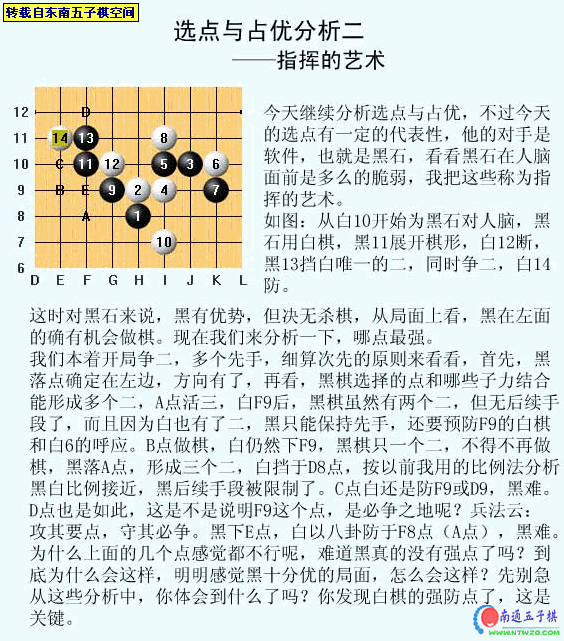 转载自东南五子棋空间
选点与占优分析二
——指挥的艺术
12
D
11
14
13
8
10
C
11
12
5
3
6
9
B
E
9
2
4
7
8
A
1
7
10
6
D E F G H I J K L
今天继续分析选点与占优，不过今天
的选点有一定的代表性，他的对手是
软件，也就是黑石，看看黑石在人脑
面前是多么的脆弱，我把这些称为指
挥的艺术。
如图：从白10开始为黑石对人脑，黑
石用白棋，黑11展开棋形，白12断，
黑13挡白唯一的二，同时争二，白14
防。
这时对黑石来说，黑有优势，但决无杀棋，从局面上看，黑在左面
的确有机会做棋。现在我们来分析一下，哪点最强。
我们本着开局争二，多个先手，细算次先的原则来看看，首先，黑
落点确定在左边，方向有了，再看，黑棋选择的点和哪些子力结合
能形成多个二，A点活三，白F9后，黑棋虽然有两个二，但无后续手
段了，而且因为白也有了二，黑只能保持先手，还要预防F9的白棋
和白6的呼应。B点做棋，白仍然下F9，黑棋只一个二，不得不再做
棋，黑落A点，形成三个二，白挡于D8点，按以前我用的比例法分析
黑白比例接近，黑后续手段被限制了。C点白还是防F9或D9，黑难。
D点也是如此，这是不是说明F9这个点，是必争之地呢？兵法云：
攻其要点，守其必争。黑下E点，白以八卦防于F8点（A点），黑难。
为什么上面的几个点感觉都不行呢，难道黑真的没有强点了吗？到
底为什么会这样，明明感觉黑十分优的局面，怎么会这样？先别急
从这些分析中，你体会到什么了吗？你发现白棋的强防点了，这是
关键。
南通五子棋
WWW.NTWZQ.COM